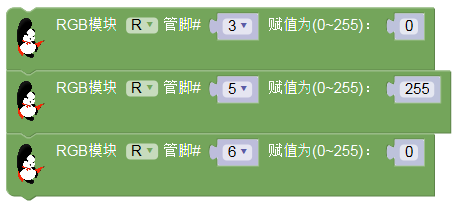 RGB模块 R 管脚# 3 赋值为(0~255)： 0
RGB模块 R 管脚# 5 赋值为(0~255)： 255
RGB模块 R 管脚# 6 赋值为(0~255)： 0